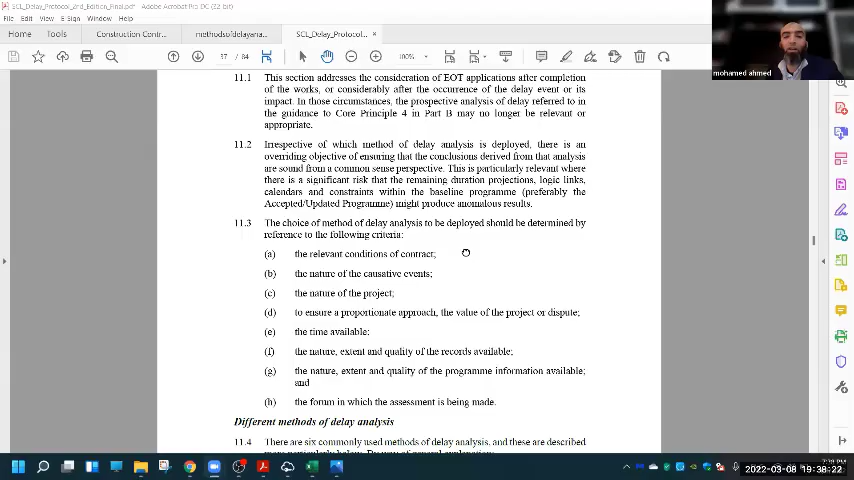 SCL_Delay_Protocol_2nd_Edition_Final.pdf - Adobe Acrobat Pro DC (32-bit)
File Edit View E-Sign Window Help
Home Tools Construction Contr... methodsofdelayana... SCL_Delay_Protocol... ×
37 / 84 100%
mohamed ahmed
11.1 This section addresses the consideration of EOT applications after completion
of the works, or considerably after the occurrence of the delay event or its
impact. In those circumstances, the prospective analysis of delay referred to in
the guidance to Core Principle 4 in Part B may no longer be relevant or
appropriate.
11.2 Irrespective of which method of delay analysis is deployed, there is an
overriding objective of ensuring that the conclusions derived from that analysis
are sound from a common sense perspective. This is particularly relevant where
there is a significant risk that the remaining duration projections, logic links,
calendars and constraints within the baseline programme (preferably the
Accepted/Updated Programme) might produce anomalous results.
11.3 The choice of method of delay analysis to be deployed should be determined by
reference to the following criteria:
(a) the relevant conditions of contract;
(b) the nature of the causative events;
(c) the nature of the project;
(d) to ensure a proportionate approach, the value of the project or dispute;
(e) the time available;
(f) the nature, extent and quality of the records available;
(g) the nature, extent and quality of the programme information available;
and
(h) the forum in which the assessment is being made.
Different methods of delay analysis
11.4 There are six commonly used methods of delay analysis, and these are described
2022-03-08 19:38:22